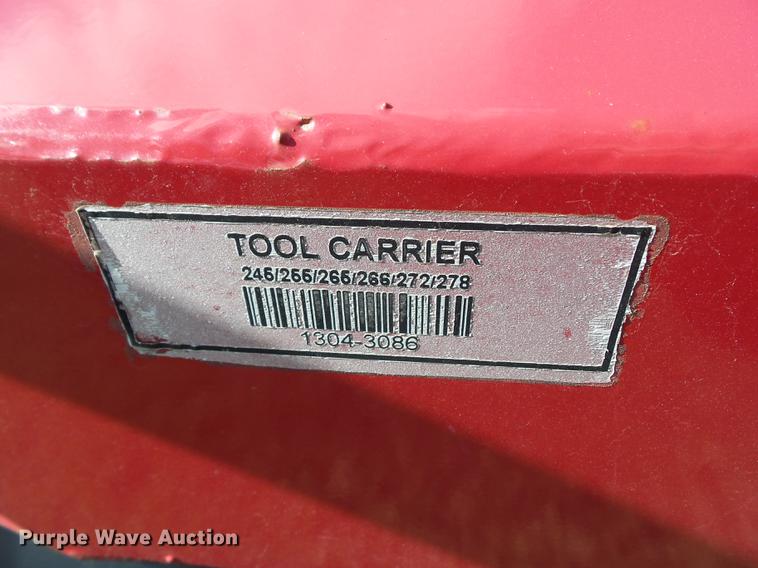 TOOL CARRIER
245/255/265/266/272/278
1304-3086
Purple Wave Auction